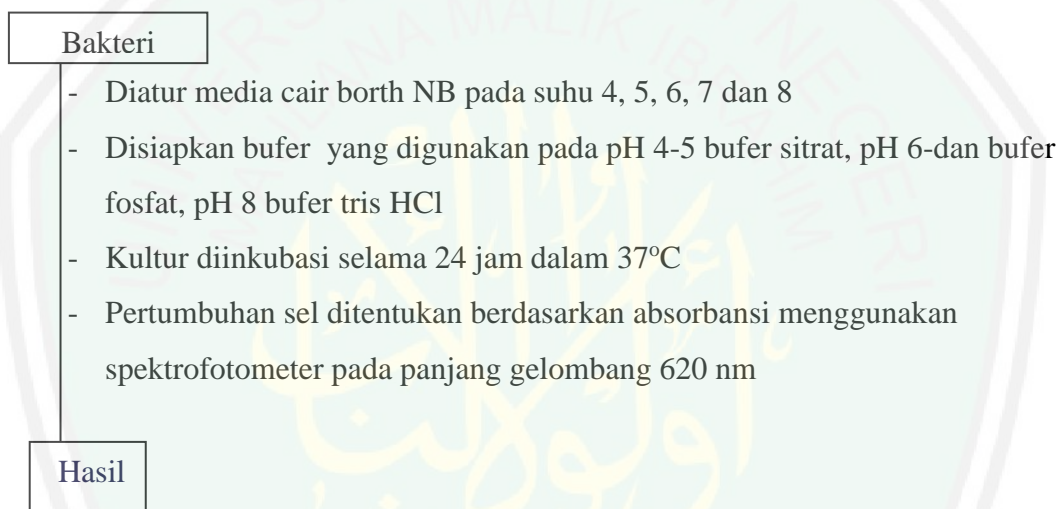 Bakteri
- Diatur media cair borth NB pada suhu 4, 5, 6, 7 dan 8
- Disiapkan bufer yang digunakan pada pH 4-5 bufer sitrat, pH 6-dan bufer
fosfat, pH 8 bufer tris HCl
- Kultur diinkubasi selama 24 jam dalam 37°C
- Pertumbuhan sel ditentukan berdasarkan absorbansi menggunakan
spektrofotometer pada panjang gelombang 620 nm
Hasil